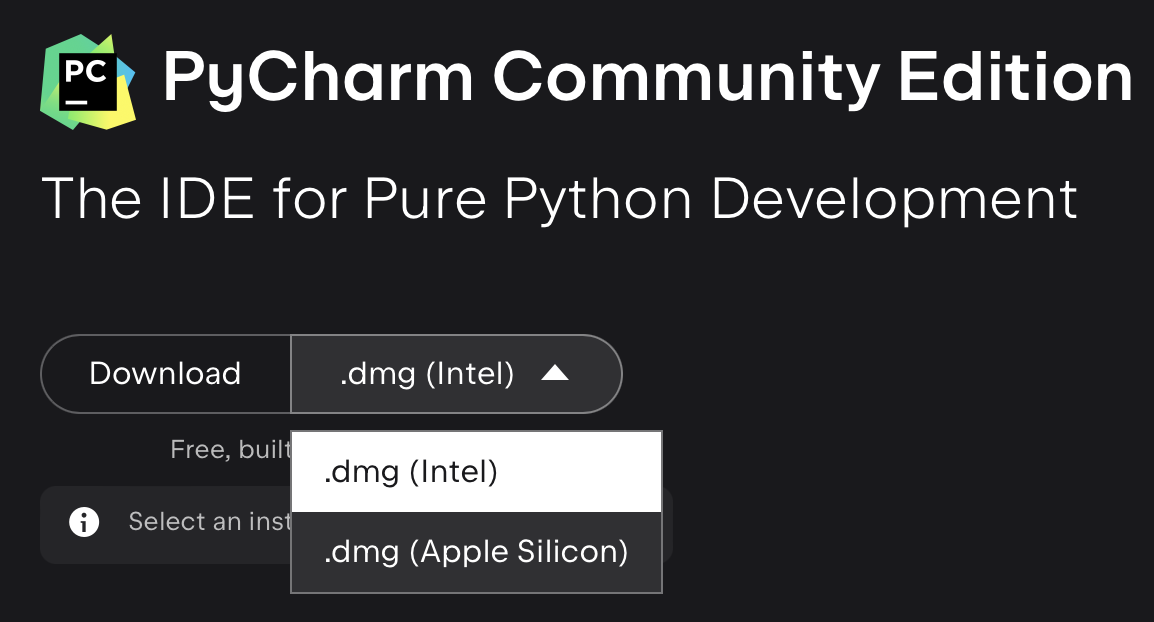 PC
PyCharm Community Edition
The IDE for Pure Python Development
Download
.dmg (Intel)
Free, built
.dmg (Intel)
Select an inst
.dmg (Apple Silicon)